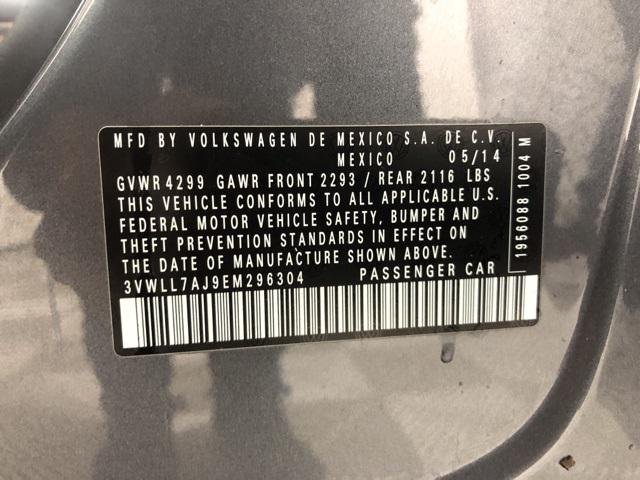 MFD BY VOLKSWAGEN DE MEXICO S.A. DE C.V.
MEXICO 05/14
GVWR 4299 GAWR FRONT 2293 / REAR 2116 LBS
THIS VEHICLE CONFORMS TO ALL APPLICABLE U.S.
FEDERAL MOTOR VEHICLE SAFETY, BUMPER AND
THEFT PREVENTION STANDARDS IN EFFECT ON
THE DATE OF MANUFACTURE SHOWN ABOVE.
3VWLL7AJ9EM296304 PASSENGER CAR
1956088 1004 M